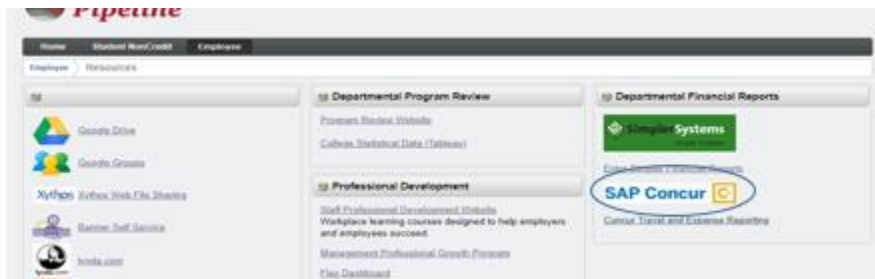 Pipeline
Home Student NonCredit Employee
Employee Resources
Google Drive
Google Groups
Xythos Xythos Web File Sharing
Banner Self Service
lynda.com
Departmental Program Review
Program Review Website
College Statistical Data (Tableau)
Professional Development
Staff Professional Development Website
Workplace learning courses designed to help employers
and employees succeed.
Management Professional Growth Program
Flex Dashboard
Departmental Financial Reports
SimplerSystems
SAP Concur C
Concur Travel and Expense Reporting